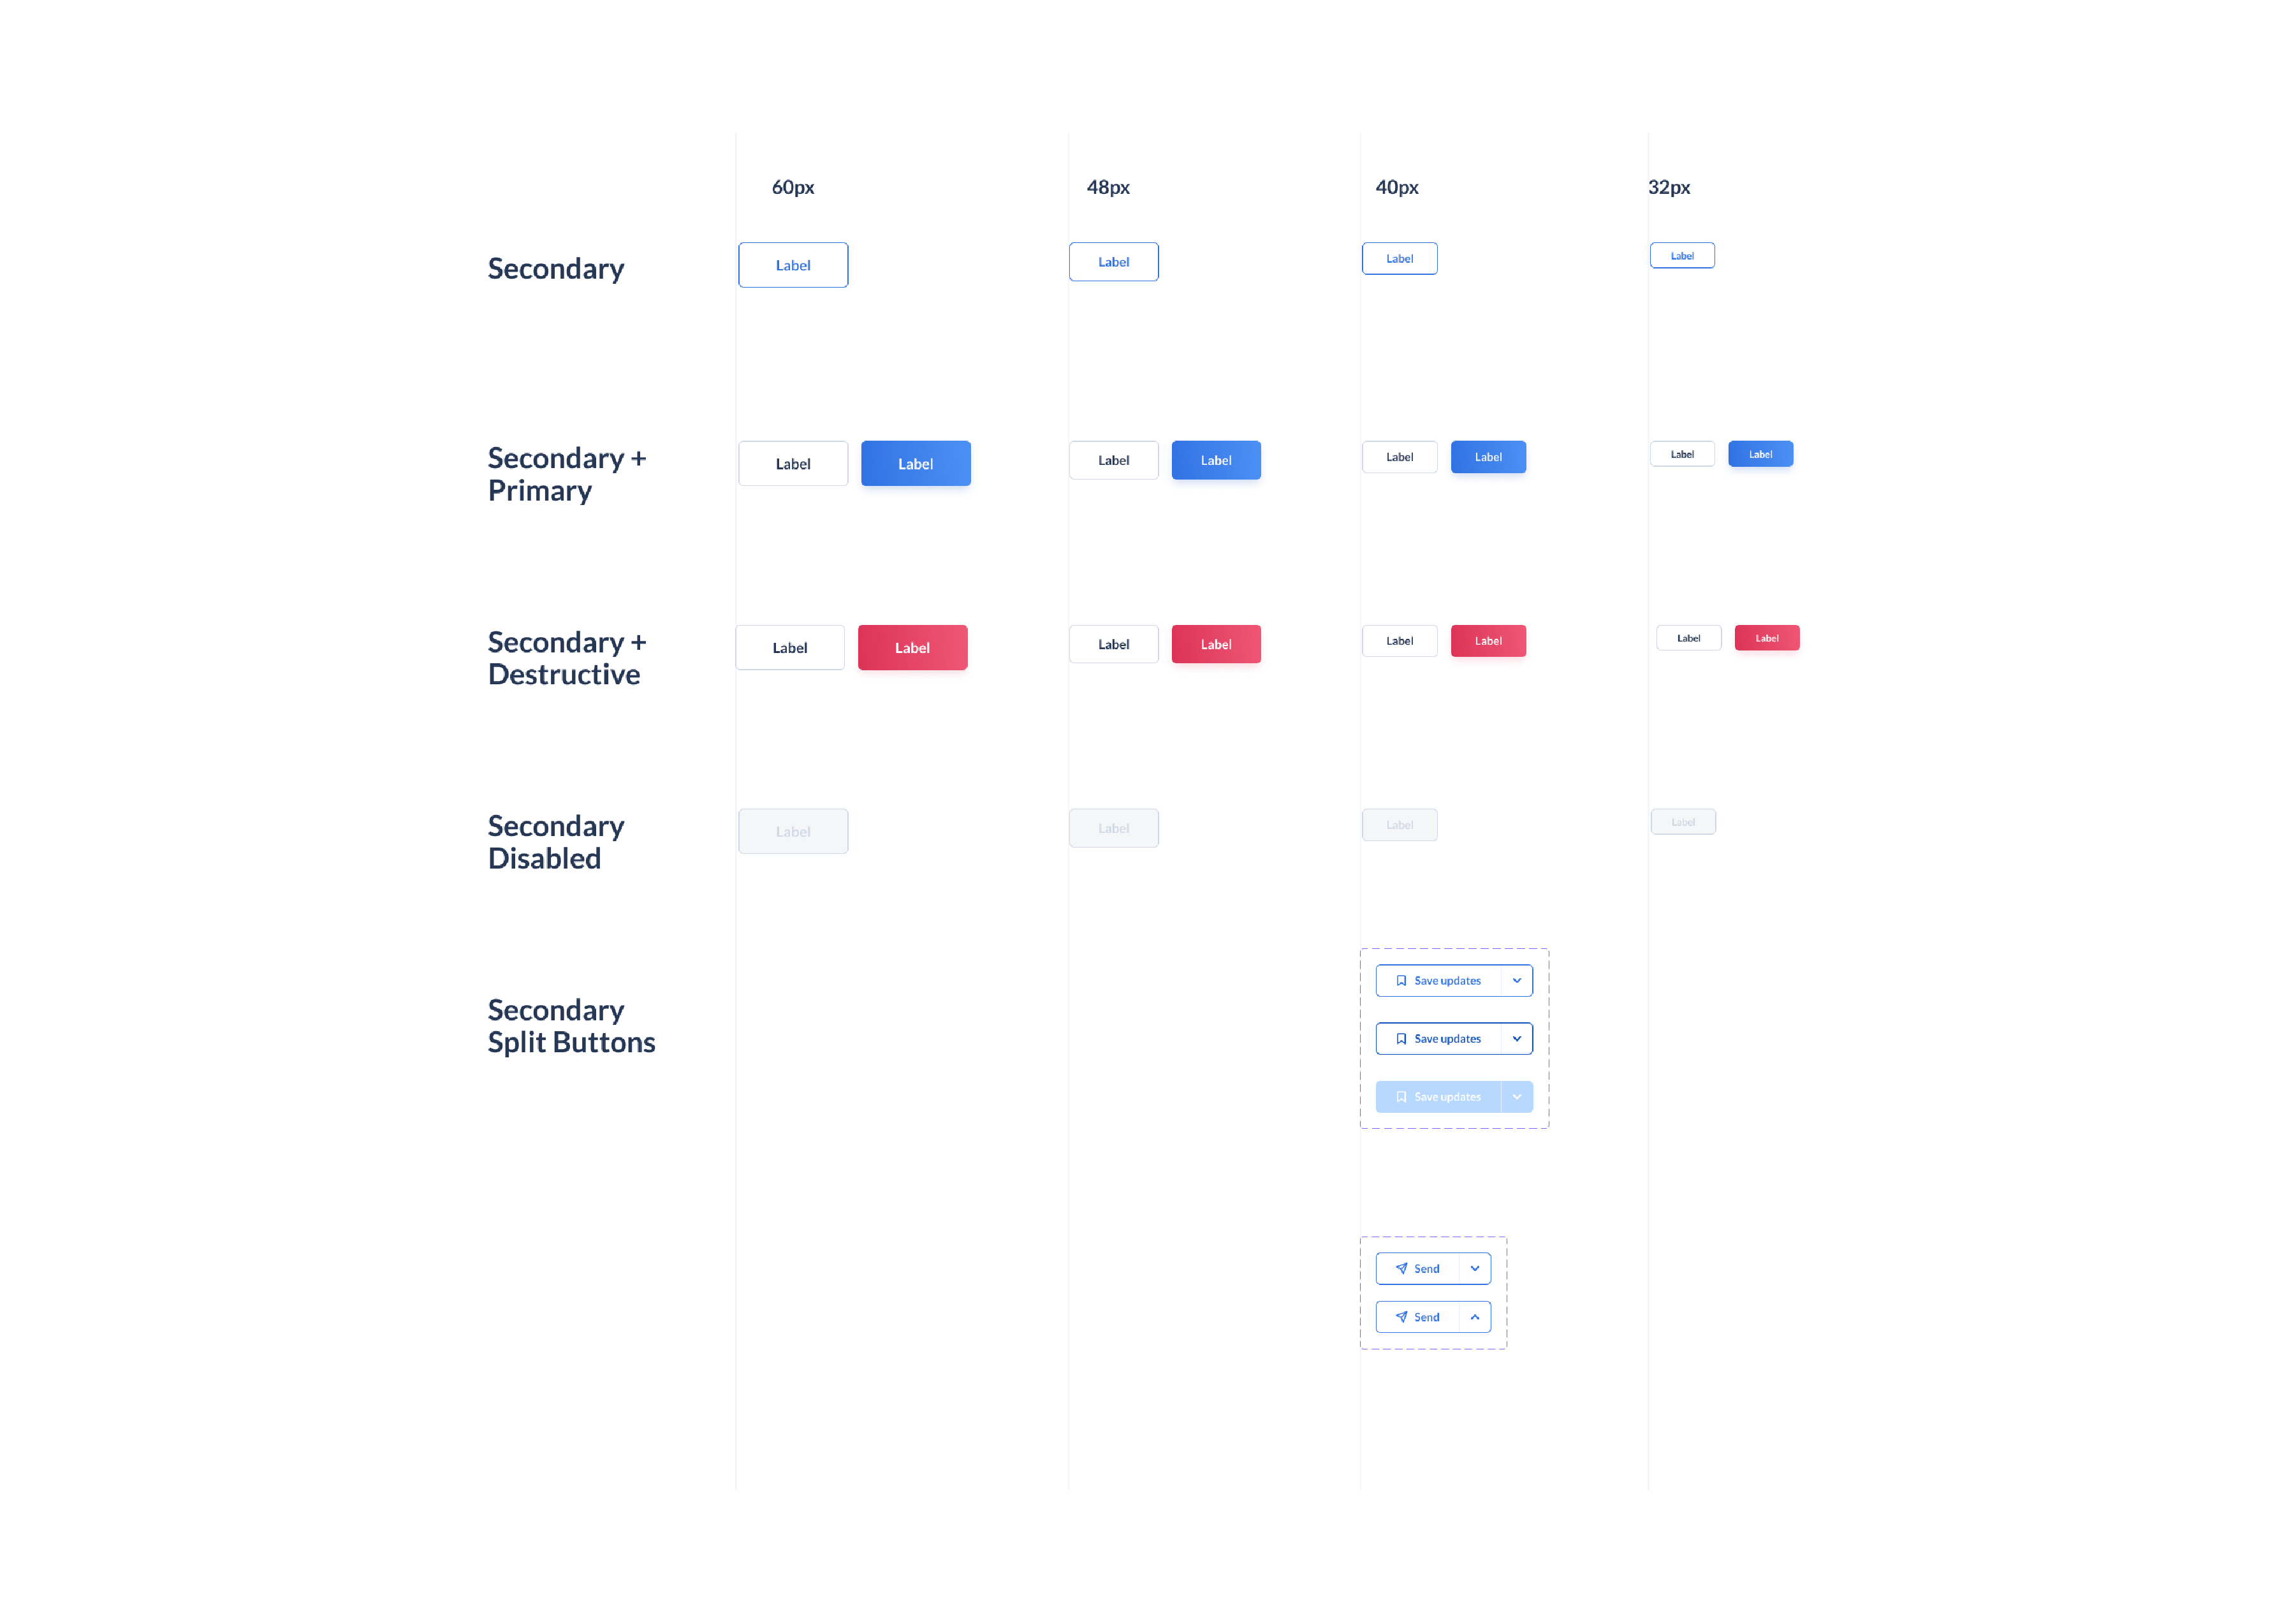 60px
48px
40px
32px
Secondary
Label
Label
Label
Label
Secondary +
Primary
Label
Label
Label
Label
Label
Label
Label
Label
Secondary +
Destructive
Label
Label
Label
Label
Label
Label
Label
Label
Secondary
Disabled
Label
Label
Label
Label
Secondary
Split Buttons
Save updates
Save updates
Save updates
Send
Send